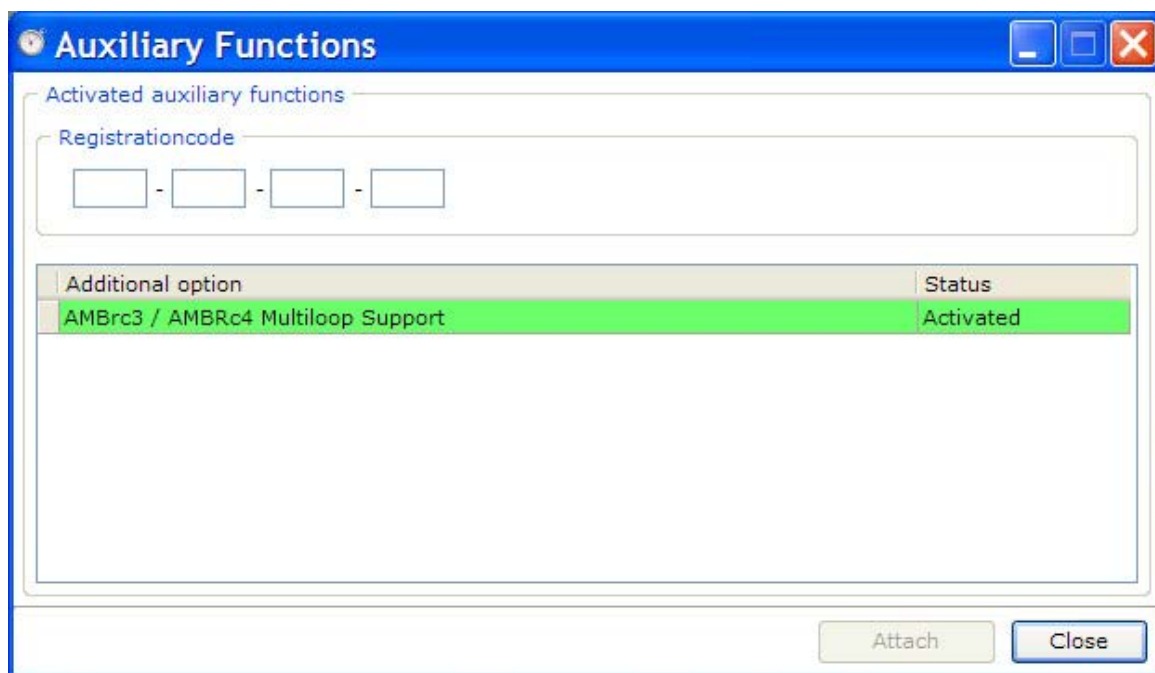 Auxiliary Functions
Activated auxiliary functions
Registrationcode
- - -
Additional option Status
AMBrc3 / AMBRc4 Multiloop Support Activated
Attach Close